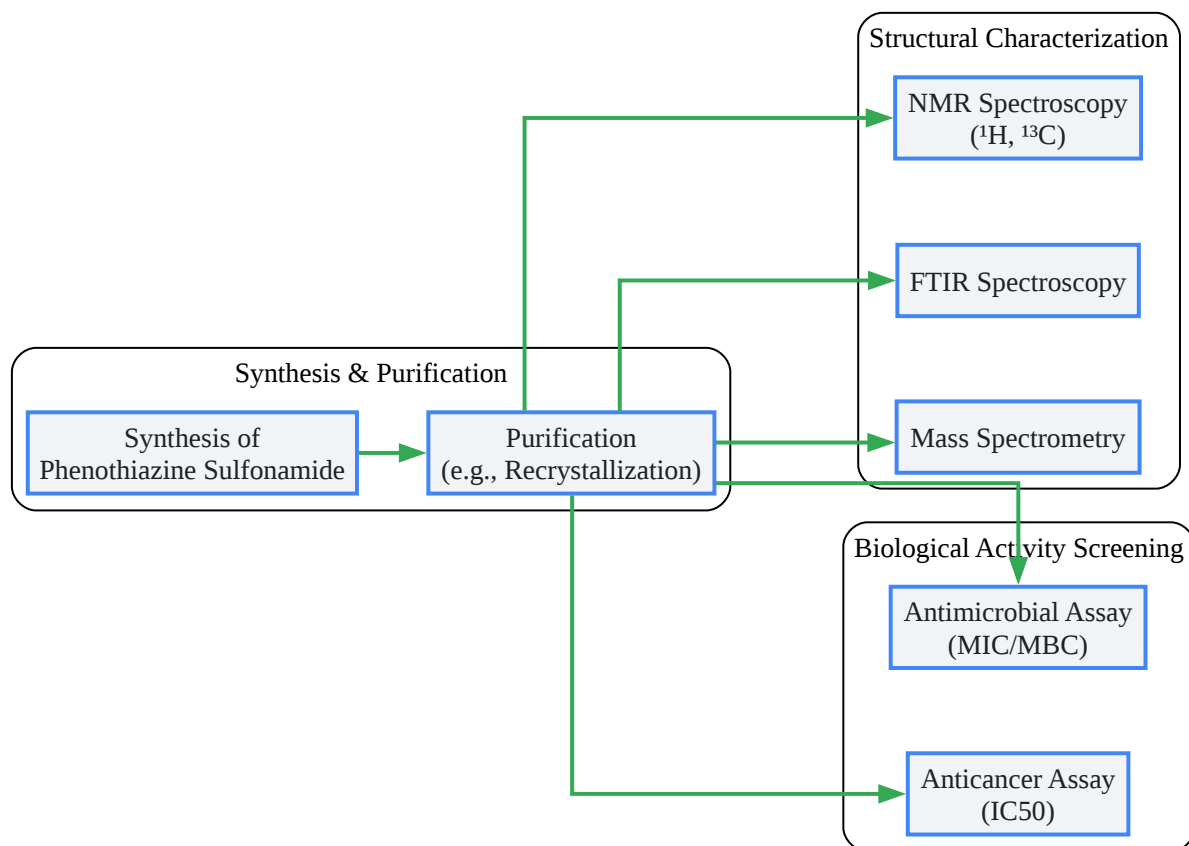 Structural Characterization
NMR Spectroscopy
(¹H, ¹³C)
FTIR Spectroscopy
Mass Spectrometry
Synthesis & Purification
Synthesis of
Phenothiazine Sulfonamide
Purification
(e.g., Recrystallization)
Biological Activity Screening
Antimicrobial Assay
(MIC/MBC)
Anticancer Assay
(IC50)